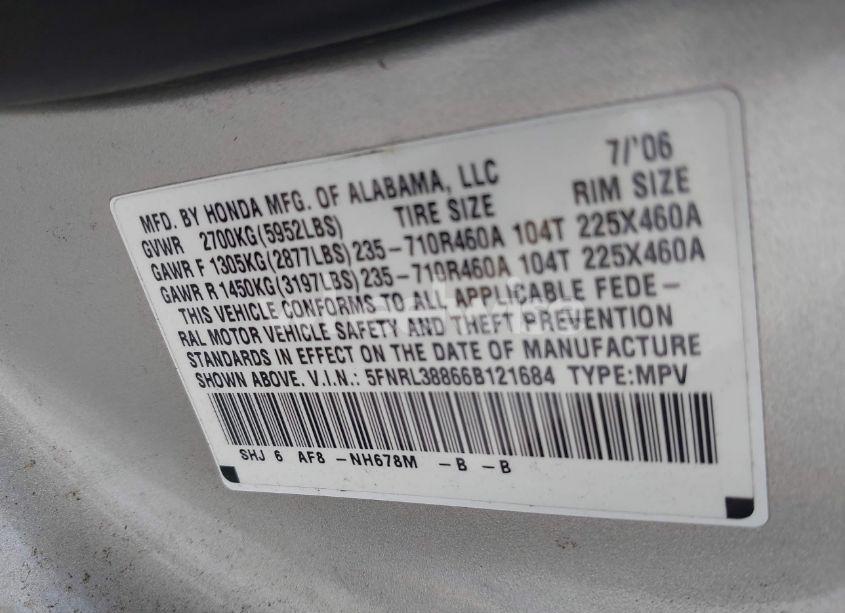 MFD. BY HONDA MFG. OF ALABAMA, LLC 7/'06
GVWR 2700KG(5952LBS) TIRE SIZE RIM SIZE
GAWR F 1305KG(2877LBS)235-710R460A 104T 225X460A
GAWR R 1450KG(3197LBS)235-710R460A 104T 225X460A
THIS VEHICLE CONFORMS TO ALL APPLICABLE FEDE-
RAL MOTOR VEHICLE SAFETY AND THEFT PREVENTION
STANDARDS IN EFFECT ON THE DATE OF MANUFACTURE
SHOWN ABOVE. V.I.N.: 5FNRL38866B121684 TYPE:MPV
SHJ 6 AF8 -NH678M -B -B